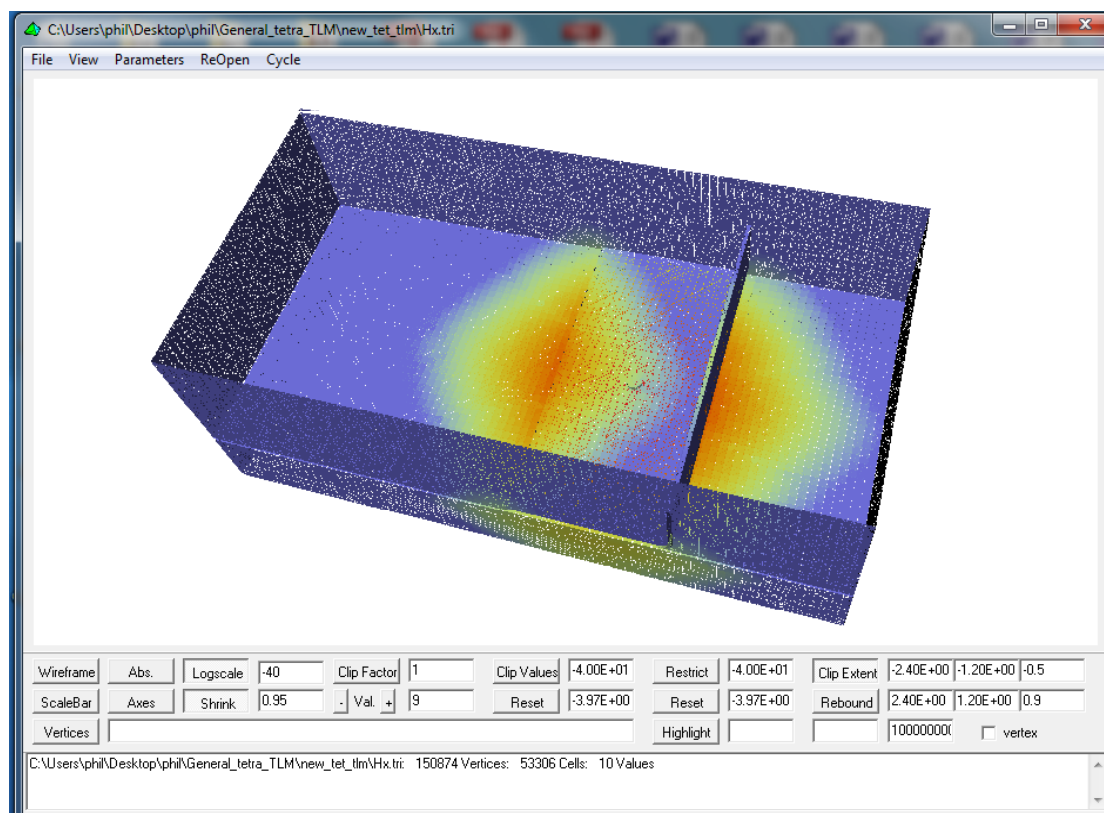 C:\Users\phil\Desktop\phil\General_tetra_TLM\new_tet_tlm\Hx.tri
File View Parameters ReOpen Cycle
Wireframe Abs. Logscale -40 Clip Factor 1 Clip Values -4.00E+01 Restrict -4.00E+01 Clip Extent -2.40E+00 -1.20E+00 -0.5
ScaleBar Axes Shrink 0.95 - Val. + 9 Reset -3.97E+00 Reset -3.97E+00 Rebound 2.40E+00 1.20E+00 0.9
Vertices Highlight 10000000 vertex
C:\Users\phil\Desktop\phil\General_tetra_TLM\new_tet_tlm\Hx.tri: 150874 Vertices: 53306 Cells: 10 Values